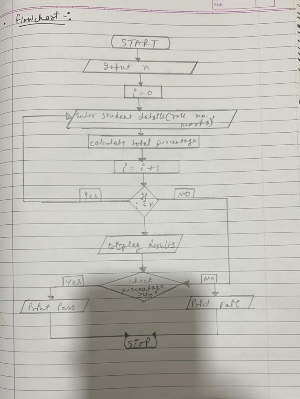 Flowchart -:
START
Input n
i=0
Enter student details (roll no,
marks)
calculate total percentage
i = i + 1
Yes
NO
if
Display Results
check
percentage
Yes
No
Print Pass
Print Fail
STOP